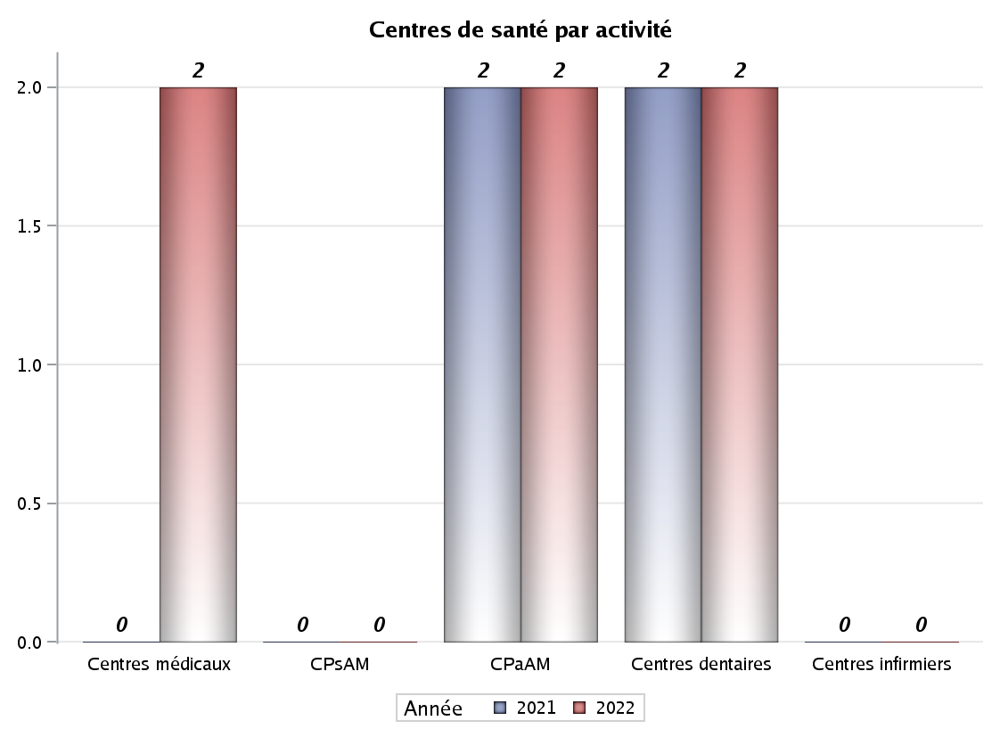 Centres de santé par activité
2 2 2 2 2
2.0
1.5
1.0
0.5
0 0 0 0 0
0.0
Centres médicaux CPsAM CPaAM Centres dentaires Centres infirmiers
Année 2021 2022